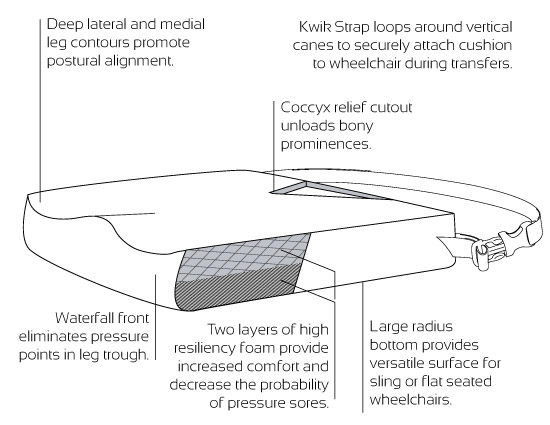 Deep lateral and medial
leg contours promote
postural alignment.
Kwik Strap loops around vertical
canes to securely attach cushion
to wheelchair during transfers.
Coccyx relief cutout
unloads bony
prominences.
Waterfall front
eliminates pressure
points in leg trough.
Two layers of high
resiliency foam provide
increased comfort and
decrease the probability
of pressure sores.
Large radius
bottom provides
versatile surface for
sling or flat seated
wheelchairs.